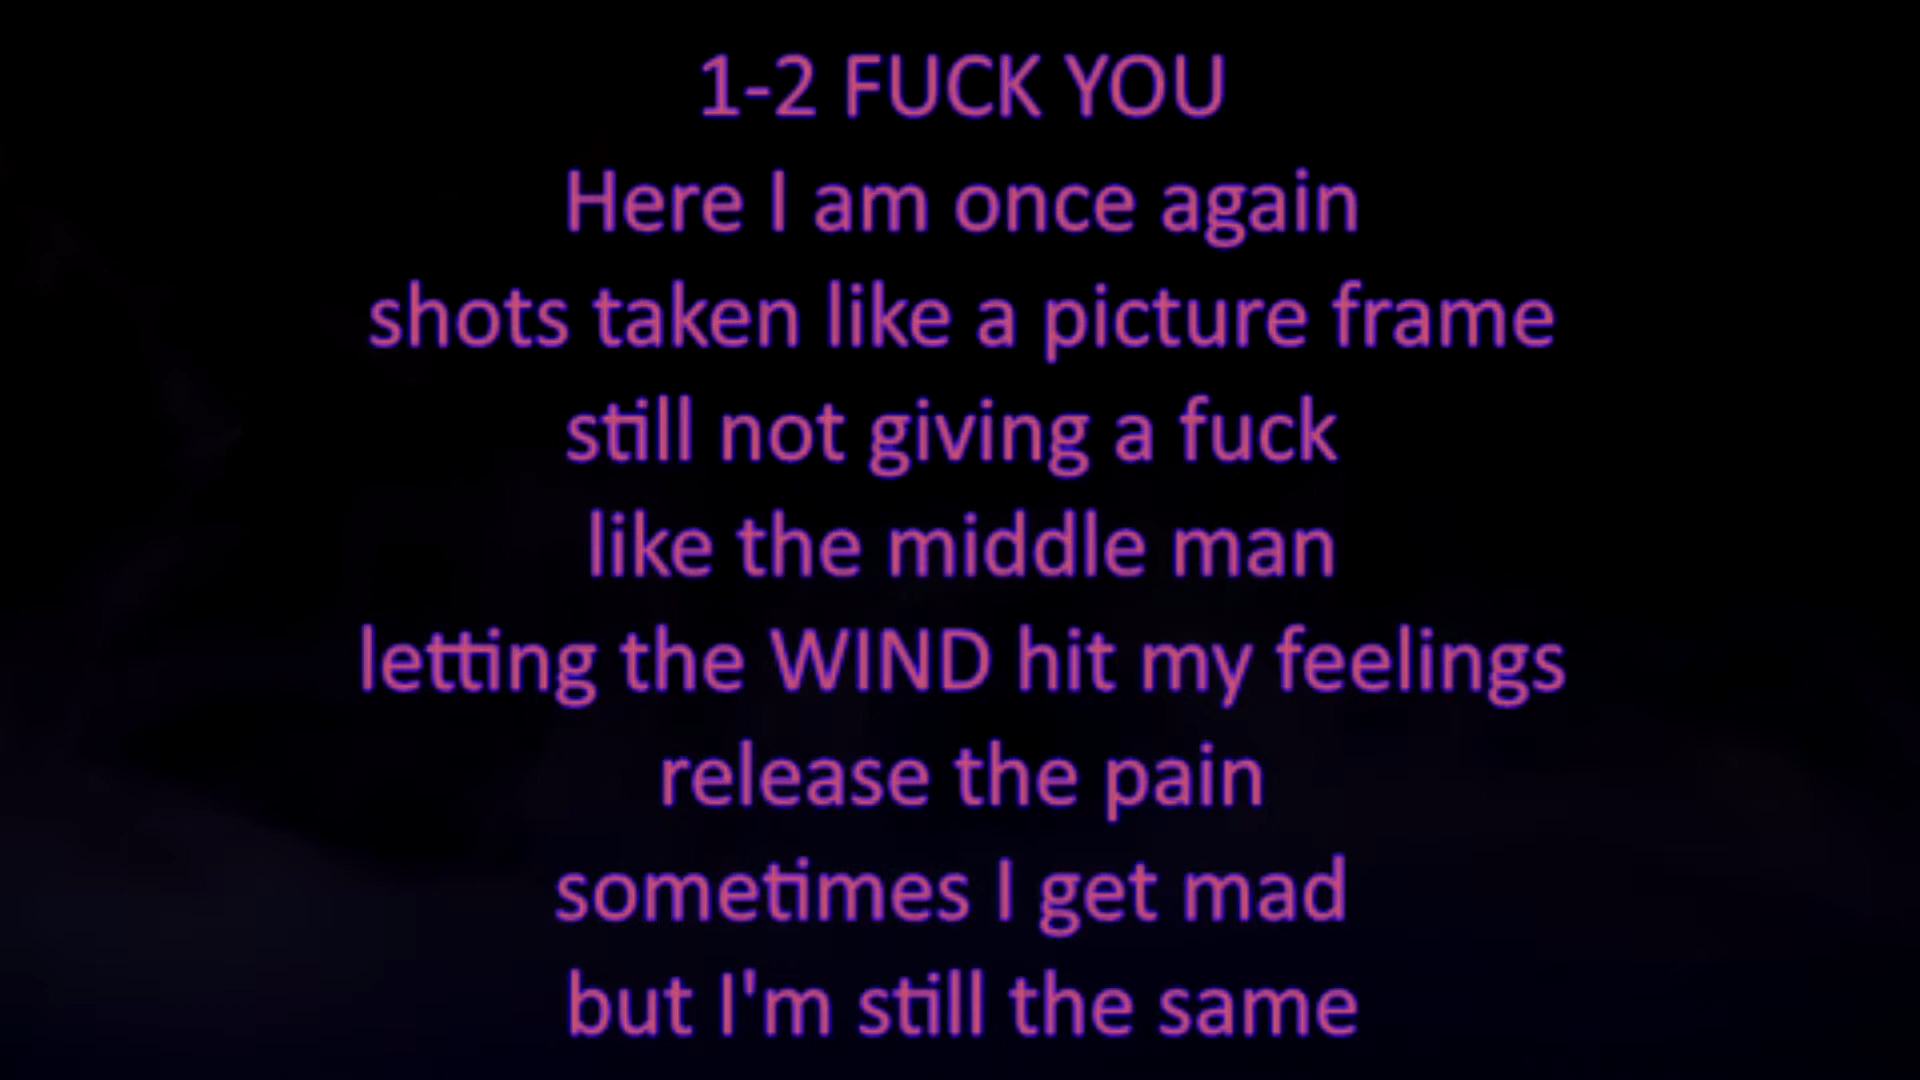 1-2 FUCK YOU
Here I am once again
shots taken like a picture frame
still not giving a fuck
like the middle man
letting the WIND hit my feelings
release the pain
sometimes I get mad
but I'm still the same